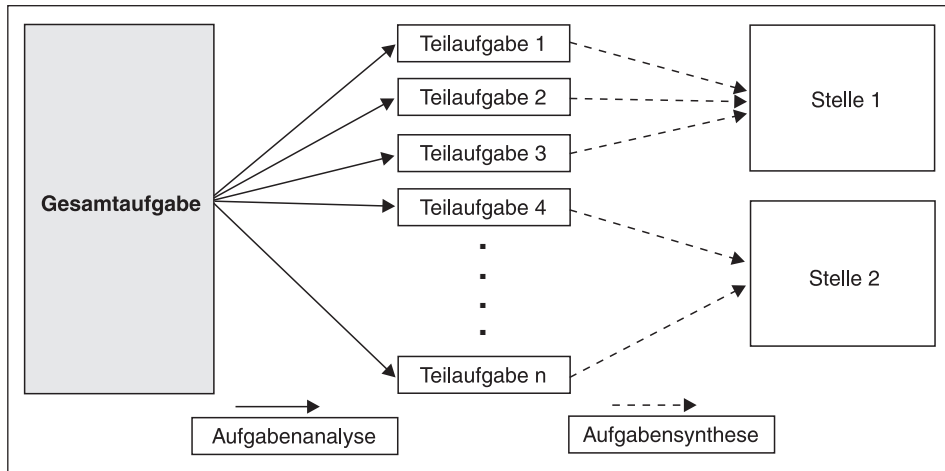 Teilaufgabe 1
Teilaufgabe 2
Teilaufgabe 3
Teilaufgabe 4
Teilaufgabe n
Gesamtaufgabe
Stelle 1
Stelle 2
Aufgabenanalyse
Aufgabensynthese